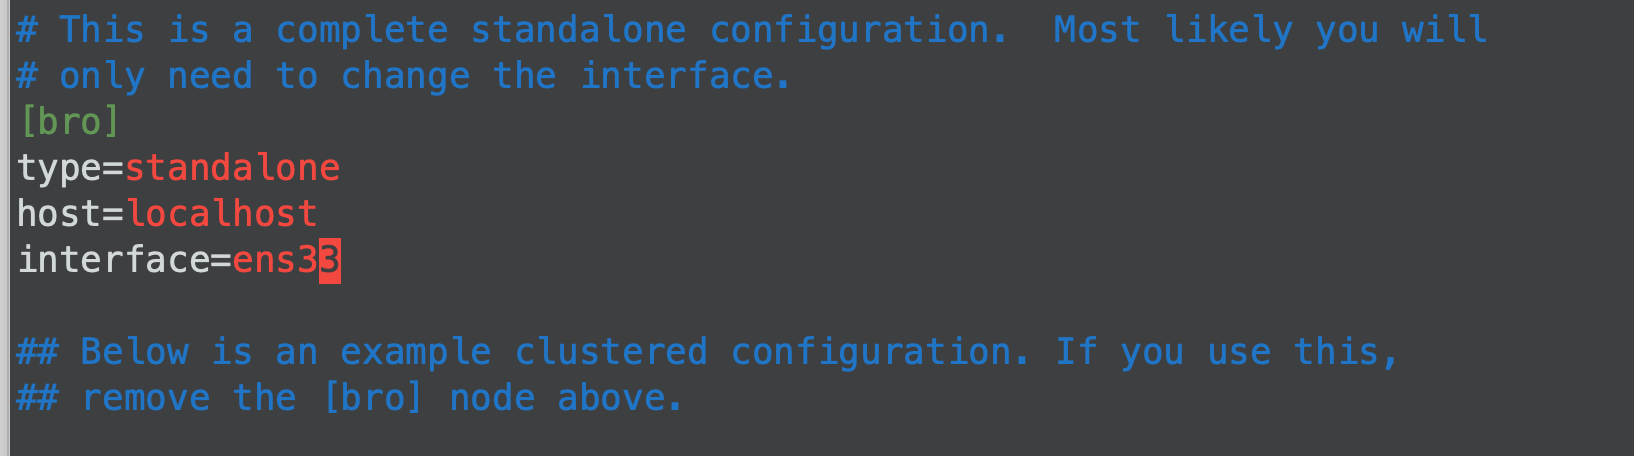 # This is a complete standalone configuration.  Most likely you will
# only need to change the interface.
[bro]
type=standalone
host=localhost
interface=ens33
## Below is an example clustered configuration. If you use this,
## remove the [bro] node above.